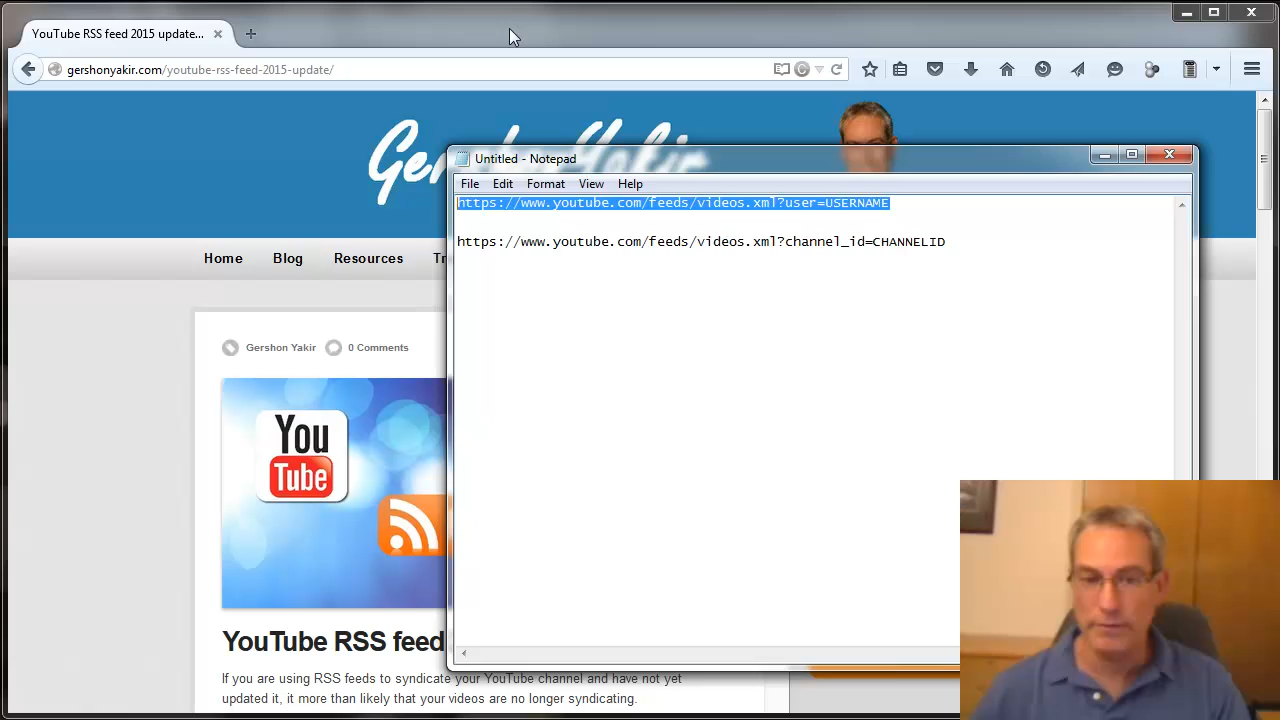 YouTube RSS feed 2015 update...
gershonyakir.com/youtube-rss-feed-2015-update/
Gershon Yakir
Untitled - Notepad
File Edit Format View Help
https://www.youtube.com/feeds/videos.xml?user=USERNAME
https://www.youtube.com/feeds/videos.xml?channel_id=CHANNELID
Home Blog Resources Tr
Gershon Yakir 0 Comments
You
Tube
YouTube RSS feed
If you are using RSS feeds to syndicate your YouTube channel and have not yet
updated it, it more than likely that your videos are no longer syndicating.